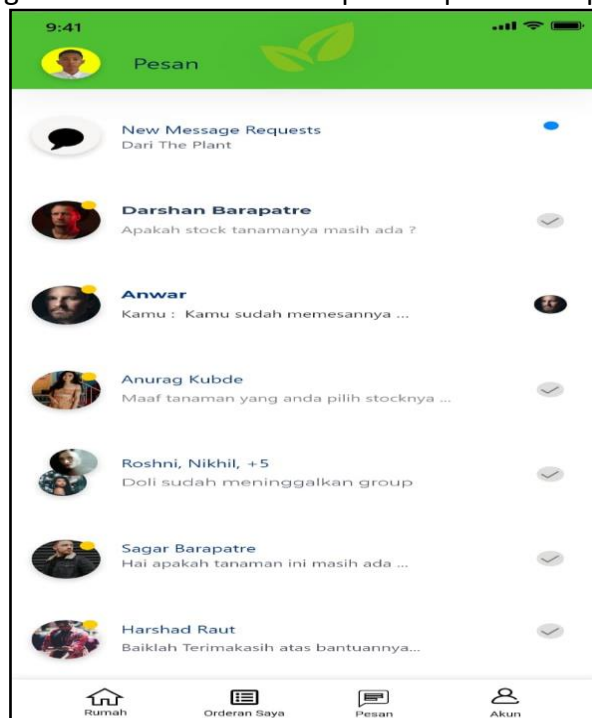 9:41
Pesan
New Message Requests
Dari The Plant
Darshan Barapatre
Apakah stock tanamanya masih ada ?
Anwar
Kamu : Kamu sudah memesannya ...
Anurag Kubde
Maaf tanaman yang anda pilih stocknya ...
Roshni, Nikhil, +5
Doli sudah meninggalkan group
Sagar Barapatre
Hai apakah tanaman ini masih ada ...
Harshad Raut
Baiklah Terimakasih atas bantuannya...
Rumah Orderan Saya Pesan Akun